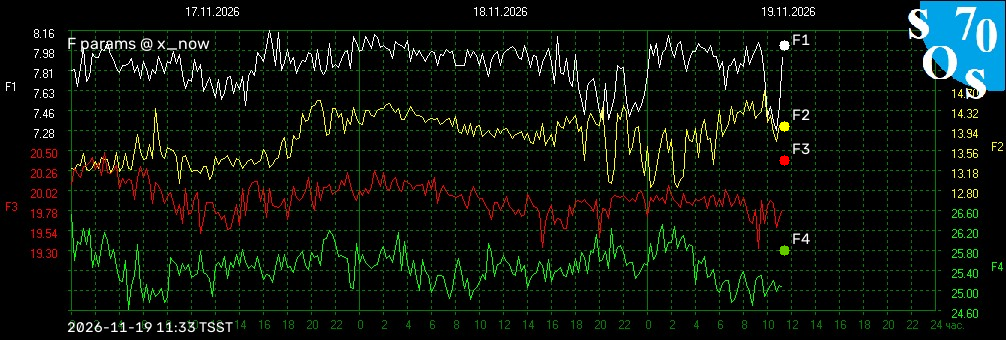 17.11.2026 18.11.2026 19.11.2026
F params @ x_now
8.16
7.98
7.81
7.63
7.46
7.28
F1
20.50
20.26
20.02
19.78
19.54
19.30
F3
F1
F2
F3
F4
SOS70
14.70
14.32
13.94
13.56
13.18
12.80
F2
26.60
26.20
25.80
25.40
25.00
24.60
F4
2026-11-19 11:33 TSST
14 16 18 20 22 0 2 4 6 8 10 12 14 16 18 20 22 0 2 4 6 8 10 12 14 16 18 20 22 24 час.